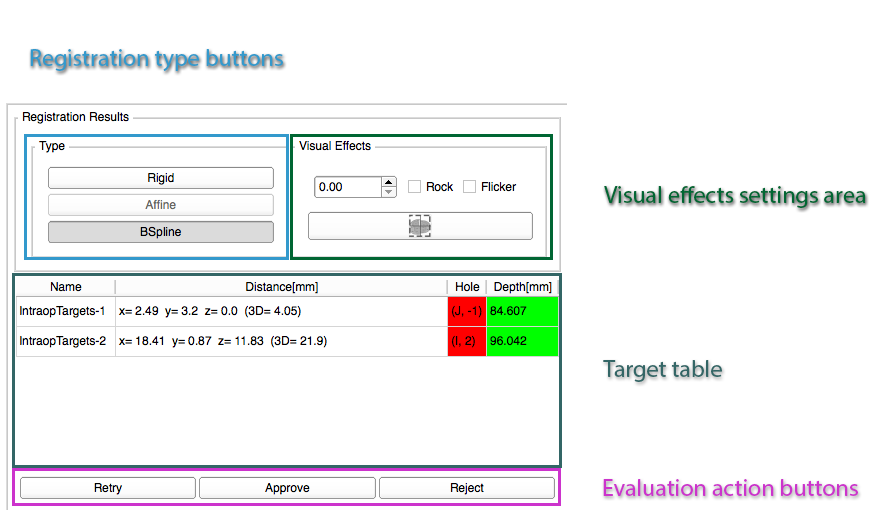 Registration type buttons
Registration Results
Type
Visual Effects
Rigid
Affine
BSpline
0.00
Rock
Flicker
Visual effects settings area
Name Distance[mm] Hole Depth[mm]
IntraopTargets-1 x= 2.49 y= 3.2 z= 0.0 (3D= 4.05) (J, -1) 84.607
IntraopTargets-2 x= 18.41 y= 0.87 z= 11.83 (3D= 21.9) (I, 2) 96.042
Target table
Retry Approve Reject
Evaluation action buttons